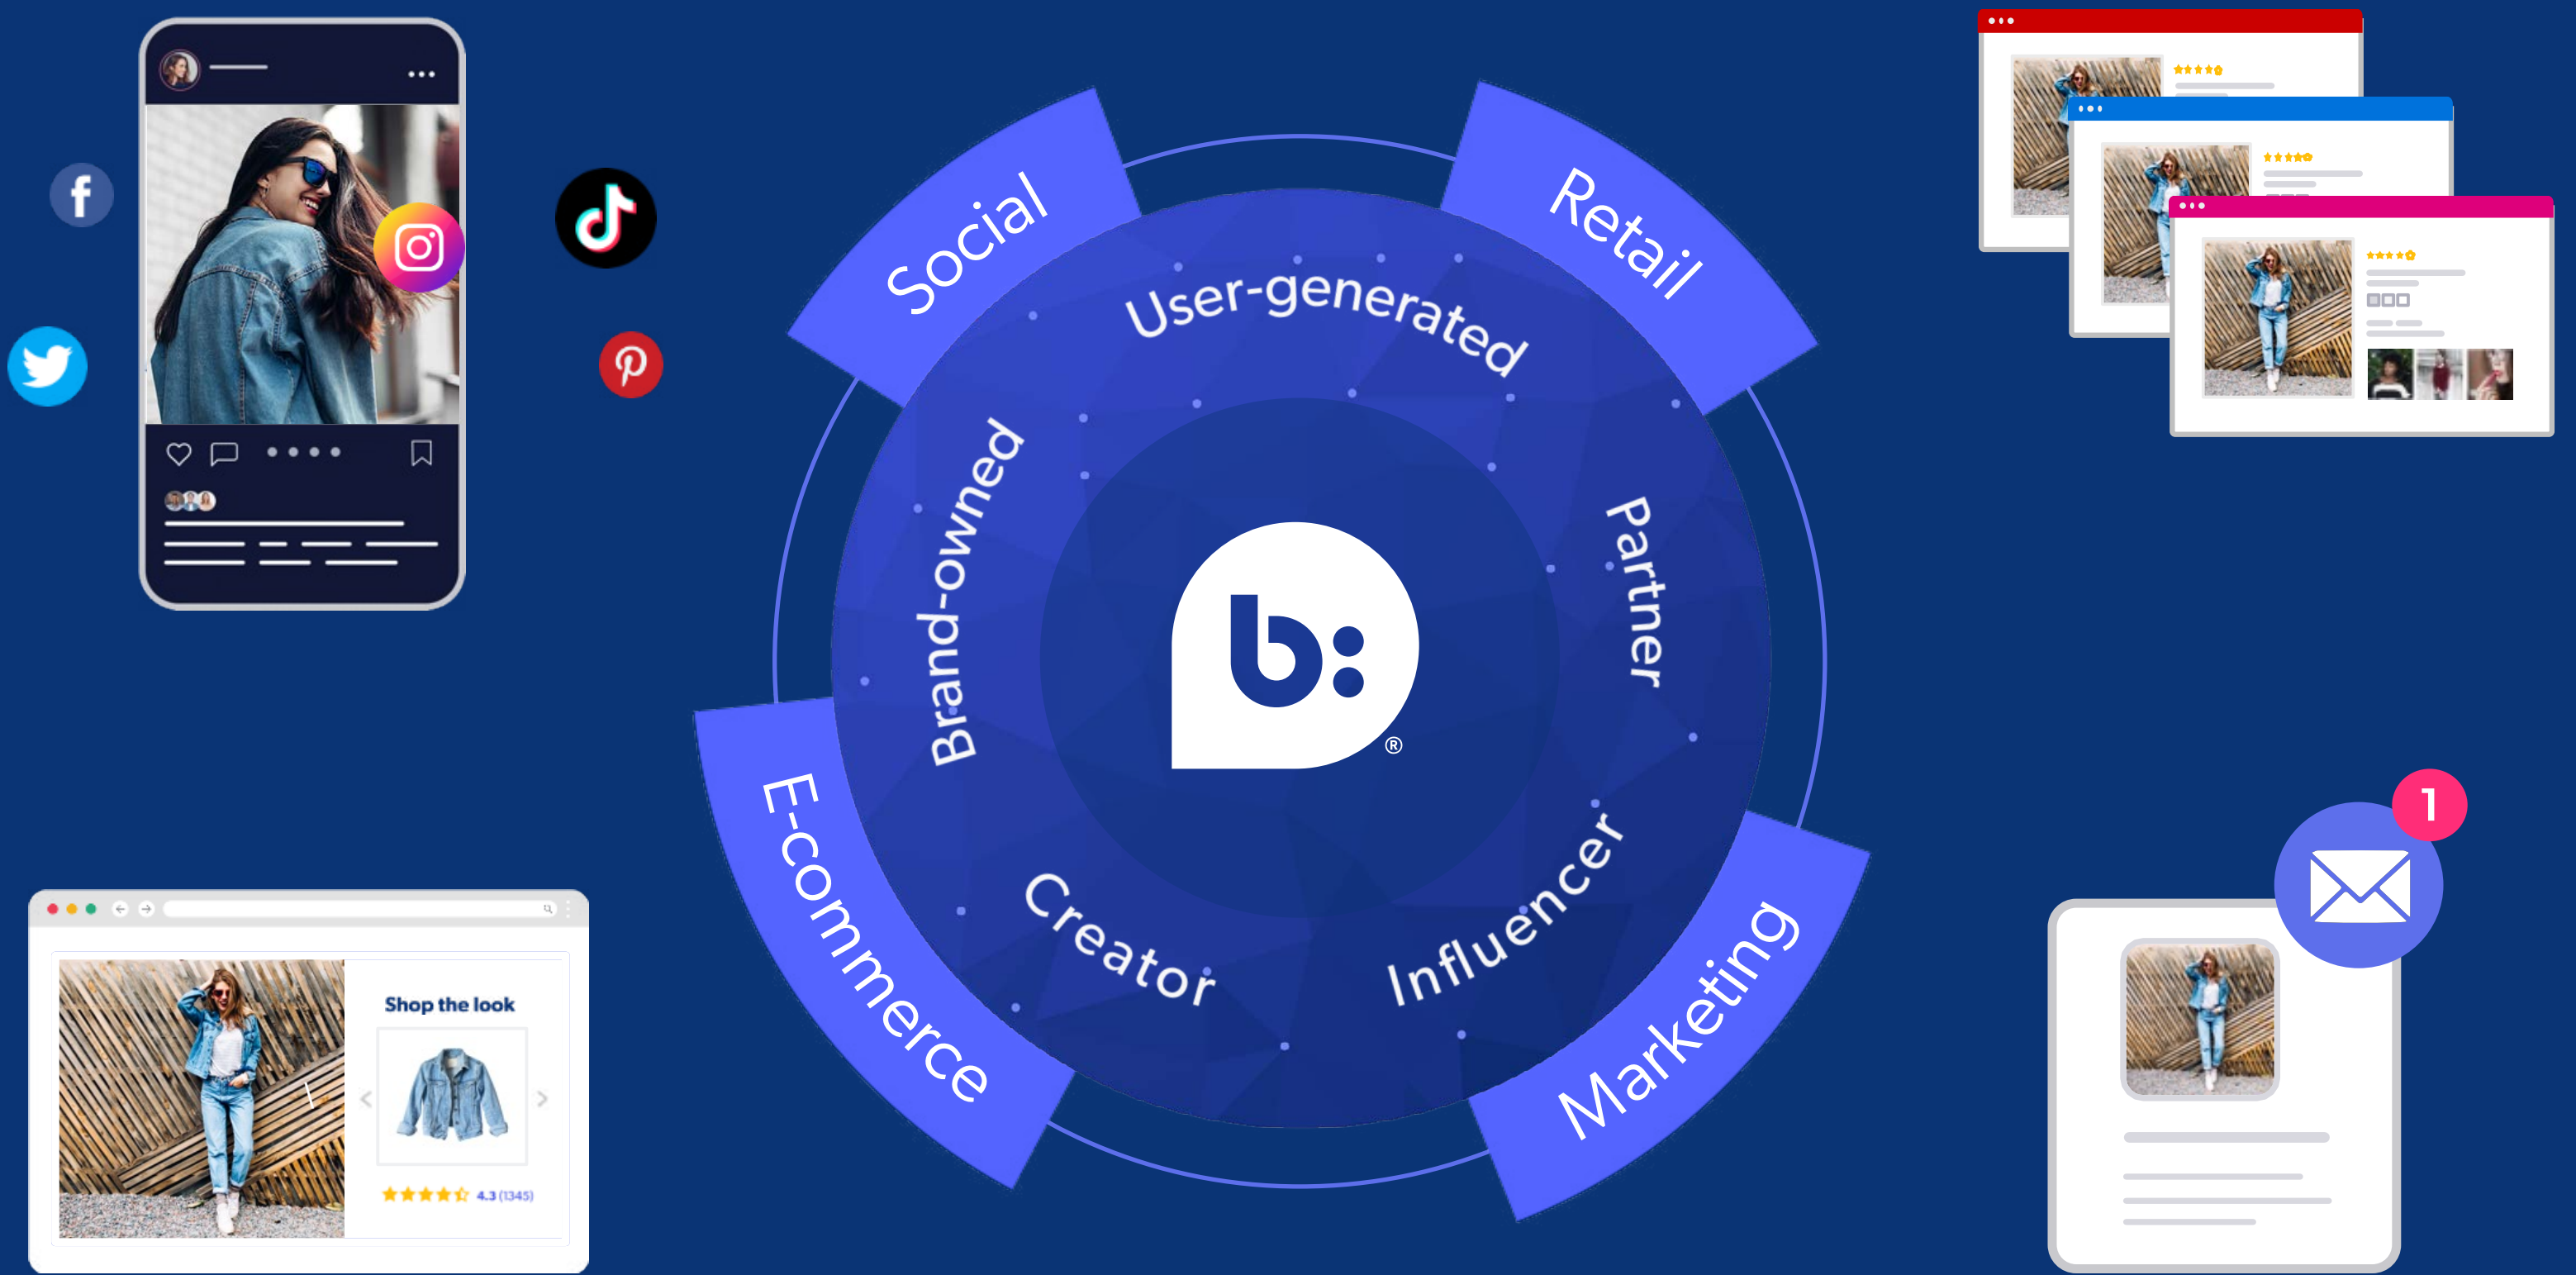 Social
Retail
User-generated
Brand-owned
Partner
b:
®
E-commerce
Creator
Influencer
Marketing
1
Shop the look
4.3 (1345)